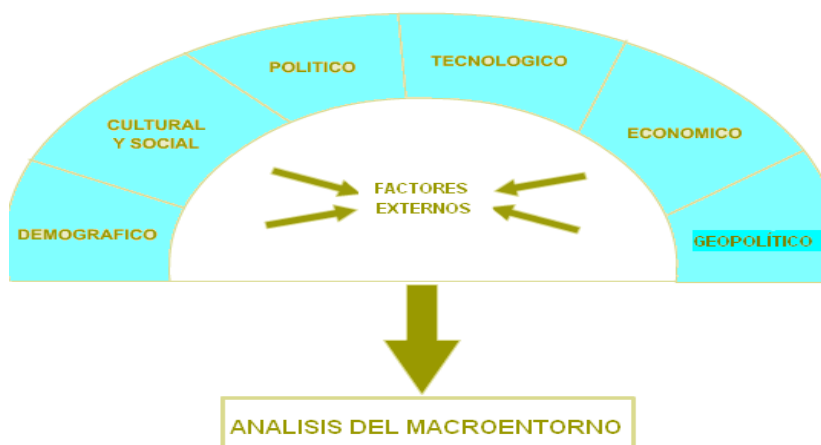 POLITICO
TECNOLOGICO
CULTURAL
Y SOCIAL
ECONOMICO
FACTORES
EXTERNOS
DEMOGRAFICO
GEOPOLÍTICO
ANALISIS DEL MACROENTORNO